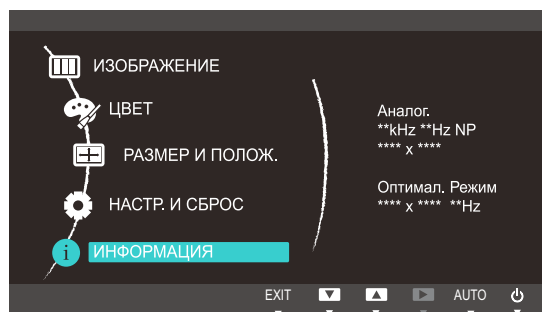 ИЗОБРАЖЕНИЕ
ЦВЕТ
РАЗМЕР И ПОЛОЖ.
НАСТР. И СБРОС
i ИНФОРМАЦИЯ
Аналог.
**kHz **Hz NP
**** x ****
Оптимал. Режим
**** x **** **Hz
EXIT AUTO